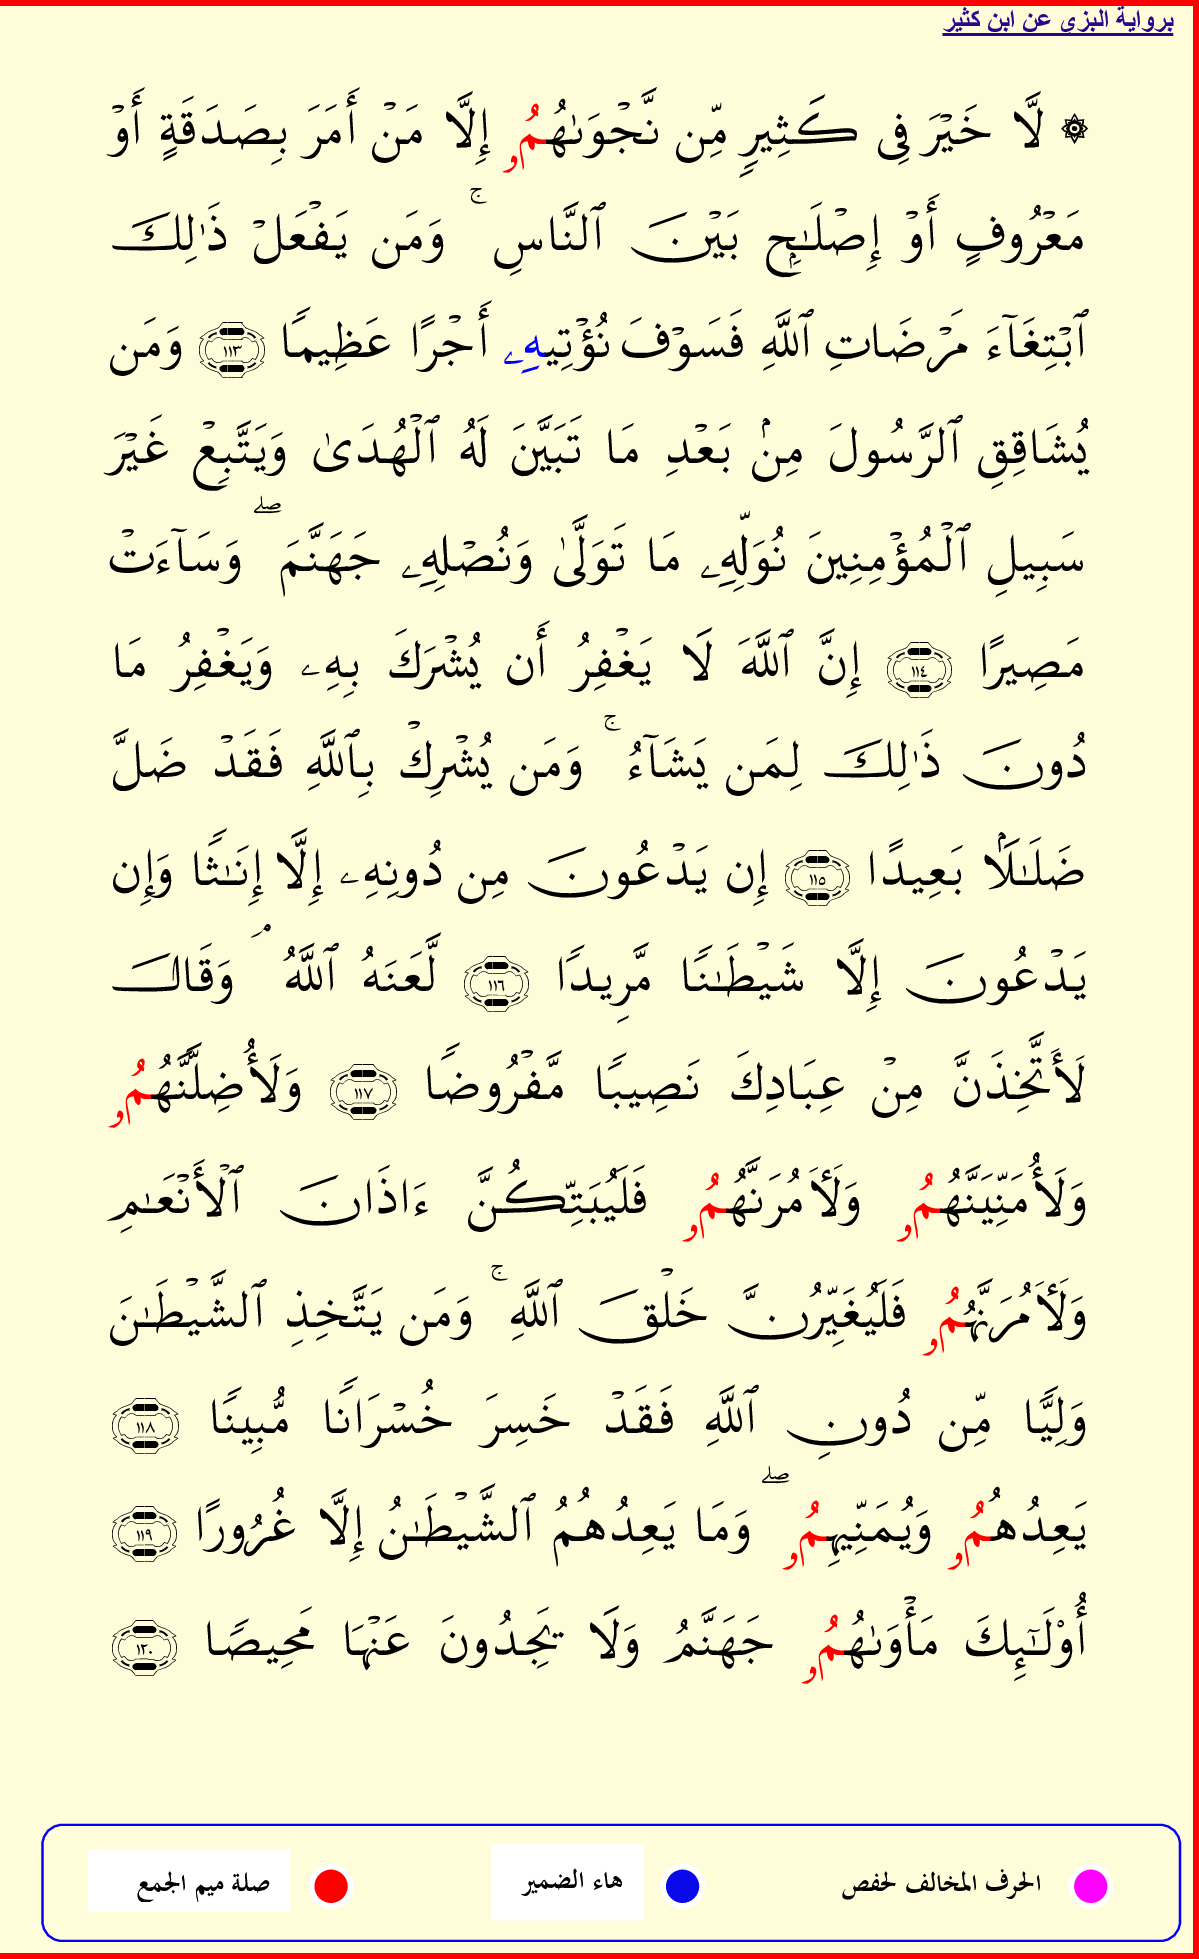 برواية البزي عن ابن كثير
۞ لَّا خَيْرَ فِى كَثِيرٍ مِّن نَّجْوَىٰهُمُۥ إِلَّا مَنْ أَمَرَ بِصَدَقَةٍ أَوْ
مَعْرُوفٍ أَوْ إِصْلَٰحٍۭ بَيْنَ ٱلنَّاسِ ۚ وَمَن يَفْعَلْ ذَٰلِكَ
ٱبْتِغَآءَ مَرْضَاتِ ٱللَّهِ فَسَوْفَ نُؤْتِيهِۦ أَجْرًا عَظِيمًا ١١٣ وَمَن
يُشَاقِقِ ٱلرَّسُولَ مِنۢ بَعْدِ مَا تَبَيَّنَ لَهُ ٱلْهُدَىٰ وَيَتَّبِعْ غَيْرَ
سَبِيلِ ٱلْمُؤْمِنِينَ نُوَلِّهِۦ مَا تَوَلَّىٰ وَنُصْلِهِۦ جَهَنَّمَ ۖ وَسَآءَتْ
مَصِيرًا ١١٤ إِنَّ ٱللَّهَ لَا يَغْفِرُ أَن يُشْرَكَ بِهِۦ وَيَغْفِرُ مَا
دُونَ ذَٰلِكَ لِمَن يَشَآءُ ۚ وَمَن يُشْرِكْ بِٱللَّهِ فَقَدْ ضَلَّ
ضَلَٰلَۢا بَعِيدًا ١١٥ إِن يَدْعُونَ مِن دُونِهِۦ إِلَّا إِنَٰثًا وَإِن
يَدْعُونَ إِلَّا شَيْطَٰنًا مَّرِيدًا ١١٦ لَّعَنَهُ ٱللَّهُ ۘ وَقَالَ
لَأَتَّخِذَنَّ مِنْ عِبَادِكَ نَصِيبًا مَّفْرُوضًا ١١٧ وَلَأُضِلَّنَّهُمُۥ
وَلَأُمَنِّيَنَّهُمُۥ وَلَأَمُرَنَّهُمُۥ فَلَيُبَتِّكُنَّ ءَاذَانَ ٱلْأَنْعَٰمِ
وَلَأَمُرَنَّهُمُۥ فَلَيُغَيِّرُنَّ خَلْقَ ٱللَّهِ ۚ وَمَن يَتَّخِذِ ٱلشَّيْطَٰنَ
وَلِيًّا مِّن دُونِ ٱللَّهِ فَقَدْ خَسِرَ خُسْرَانًا مُّبِينًا ١١٨
يَعِدُهُمُۥ وَيُمَنِّيهِمُۥ ۖ وَمَا يَعِدُهُمُ ٱلشَّيْطَٰنُ إِلَّا غُرُورًا ١١٩
أُوْلَٰٓئِكَ مَأْوَىٰهُمُۥ جَهَنَّمُ وَلَا يَجِدُونَ عَنْهَا مَحِيصًا ١٢٠
الحرف المخالف لحفص هاء الضمير صلة ميم الجمع